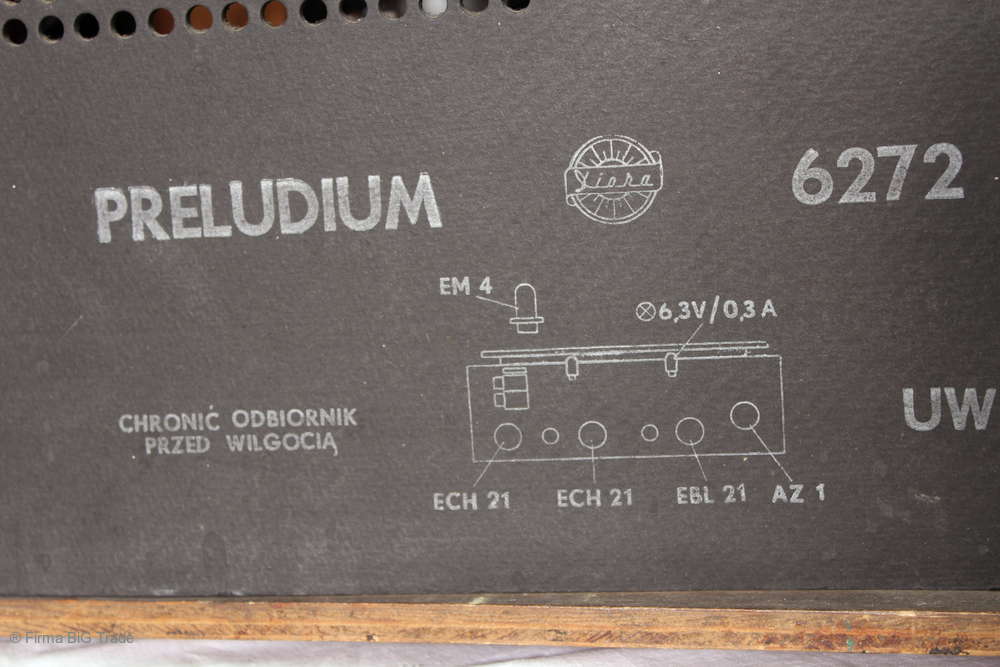 PRELUDIUM
Diora
6272
EM 4
⊗6,3V/0,3 A
CHRONIĆ ODBIORNIK
PRZED WILGOCIĄ
UW
ECH 21 ECH 21 EBL 21 AZ 1
© Firma BIG Trade